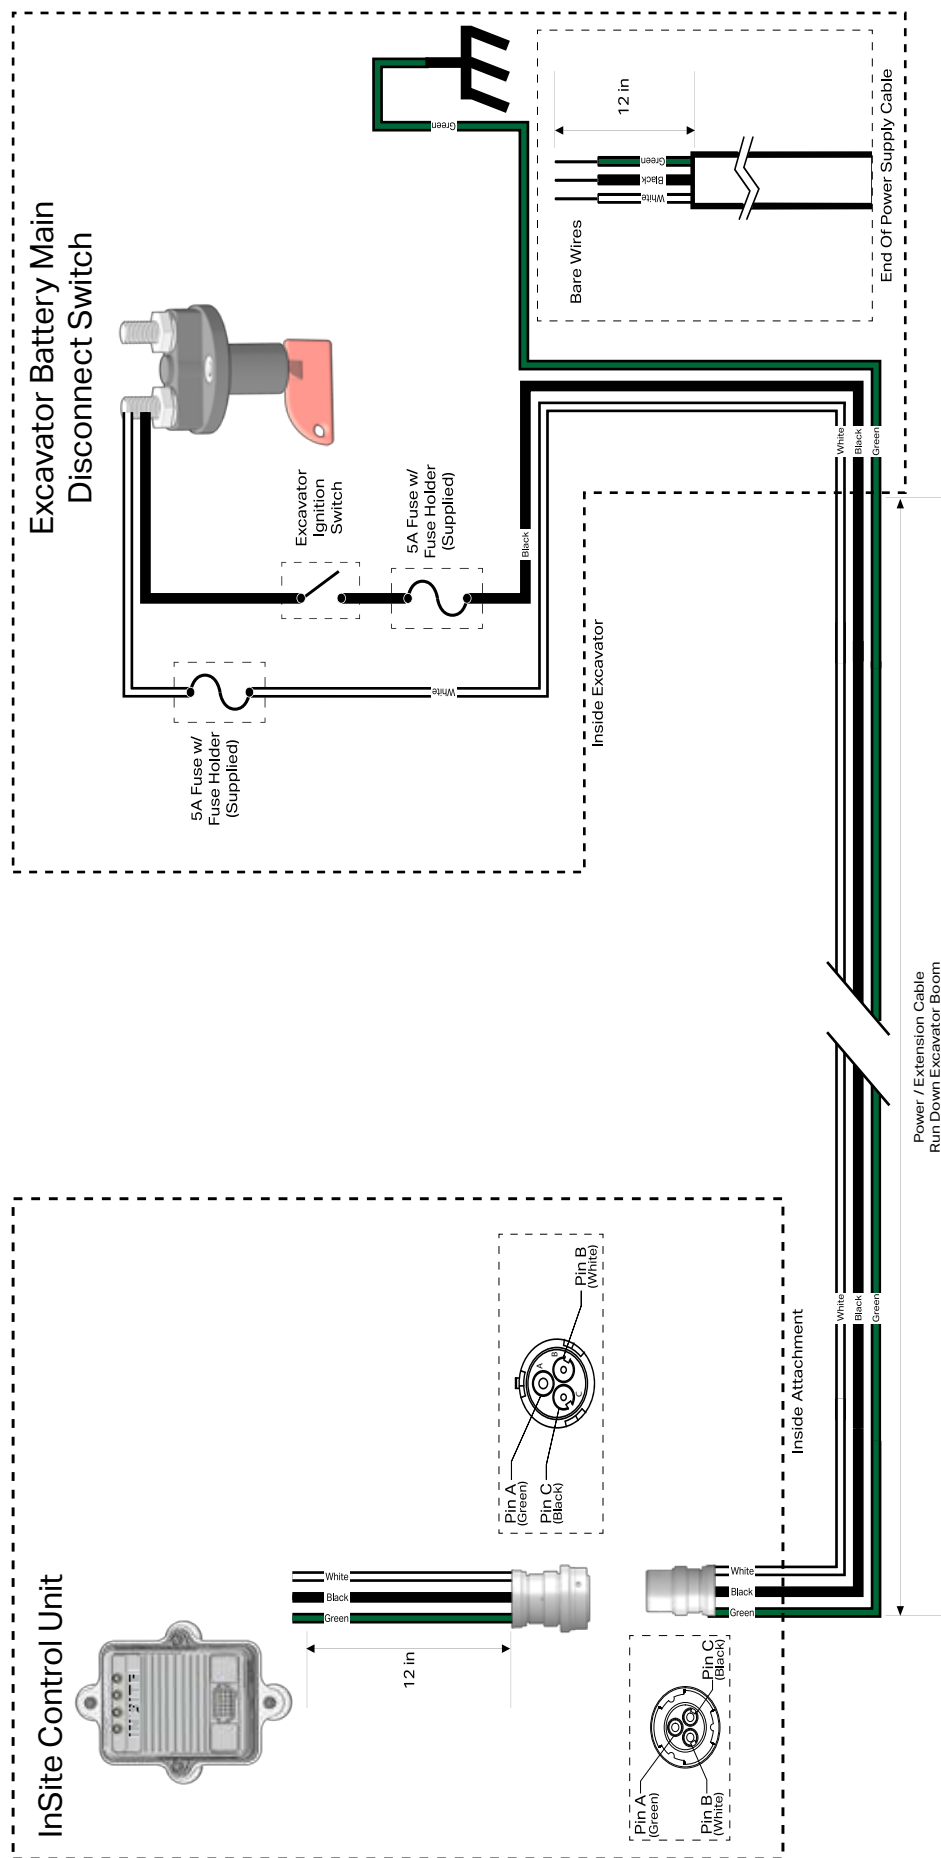 Excavator Battery Main
Disconnect Switch
Green
12 in
Green
Black
White
Bare Wires
End Of Power Supply Cable
Excavator
Ignition
Switch
5A Fuse w/
Fuse Holder
(Supplied)
Black
White
Black
Green
5A Fuse w/
Fuse Holder
(Supplied)
White
Inside Excavator
Power / Extension Cable
Run Down Excavator Boom
InSite Control Unit
White
Black
Green
12 in
Pin A
(Green)
Pin C
(Black)
Pin B
(White)
A
B
C
Inside Attachment
White
Black
Green
White
Black
Green
Pin A
(Green)
Pin B
(White)
Pin C
(Black)